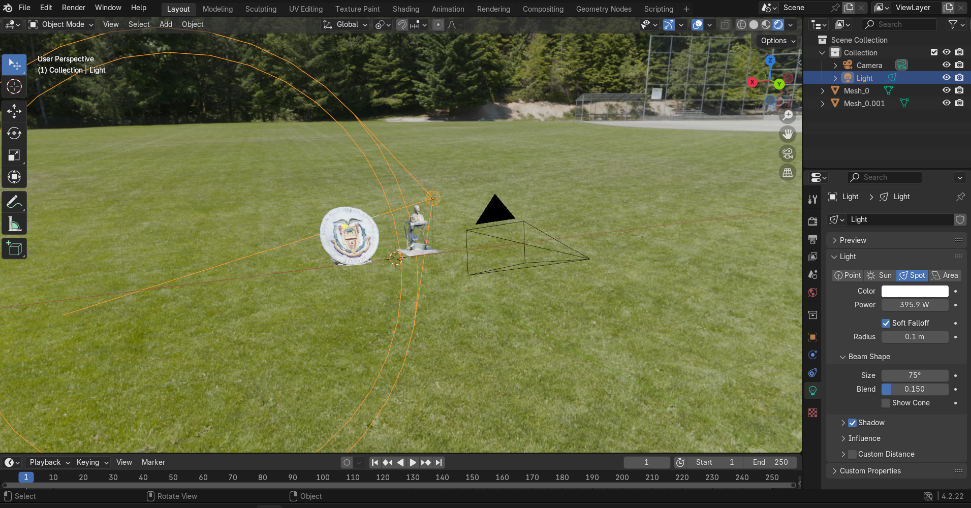 File Edit Render Window Help Layout Modeling Sculpting UV Editing Texture Paint Shading Animation Rendering Compositing Geometry Nodes Scripting + Scene ViewLayer
Object Mode View Select Add Object Global Search
Options
User Perspective
(1) Collection | Light
Scene Collection
Collection
Camera
Light
Mesh_0
Mesh_0.001
Z
X
Y
Search
Light Light
Light
Preview
Light
Point Sun Spot Area
Color
Power 395.9 W
Soft Falloff
Radius 0.1 m
Beam Shape
Size 75°
Blend 0.150
Show Cone
Shadow
Influence
Custom Distance
Custom Properties
Playback Keying View Marker 1 Start 1 End 250
1 10 20 30 40 50 60 70 80 90 100 110 120 130 140 150 160 170 180 190 200 210 220 230 240 250
Select Rotate View Object 4.2.22